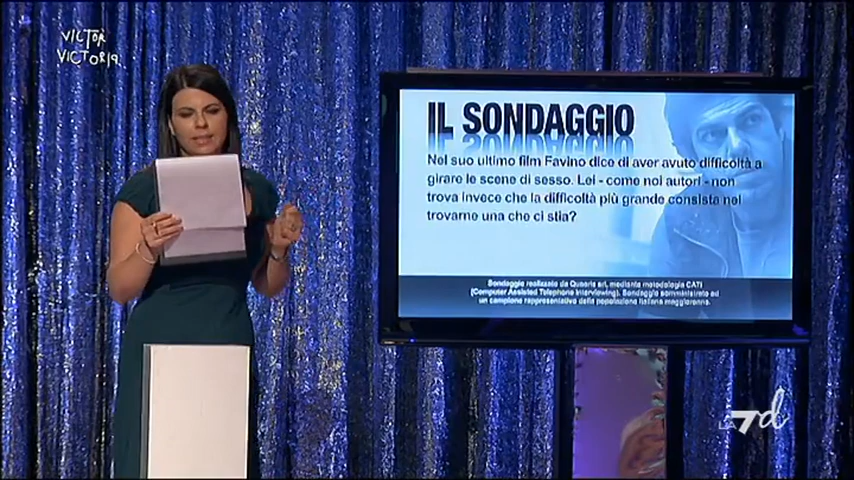 VICTOR
VICTORIA
IL SONDAGGIO
Nel suo ultimo film Favino dice di aver avuto difficoltà a
girare le scene di sesso. Lei - come noi autori - non
trova invece che la difficoltà più grande consista nel
trovarne una che ci stia?
Sondaggio realizzato da Quaeris srl, mediante metodologia CATI
(Computer Assisted Telephone Interviewing). Sondaggio somministrato ad
un campione rappresentativo della popolazione italiana maggiorenne.
LA7d